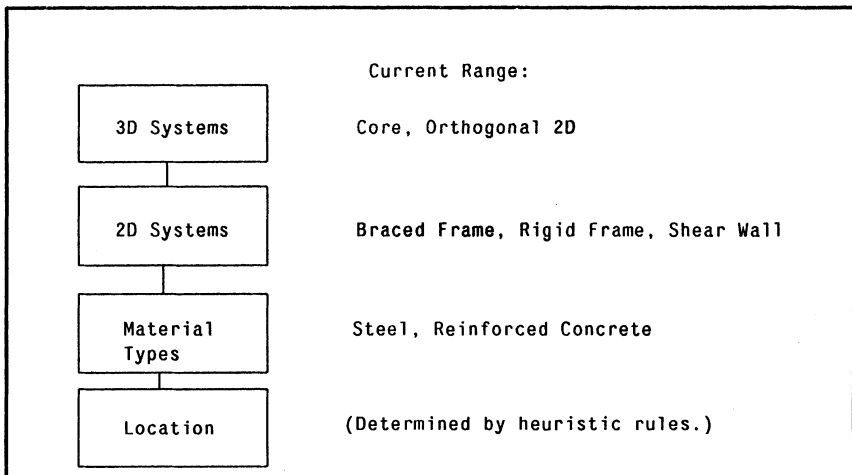 Current Range:
3D Systems Core, Orthogonal 2D
2D Systems Braced Frame, Rigid Frame, Shear Wall
Material
Types
Steel, Reinforced Concrete
Location (Determined by heuristic rules.)